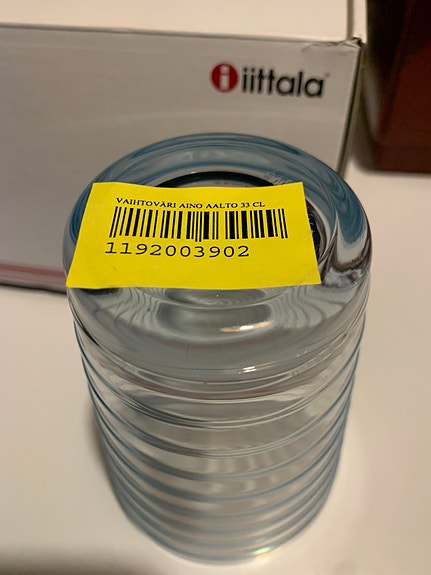 iittala
VAIHTOVÄRI AINO AALTO 33 CL
1192003902